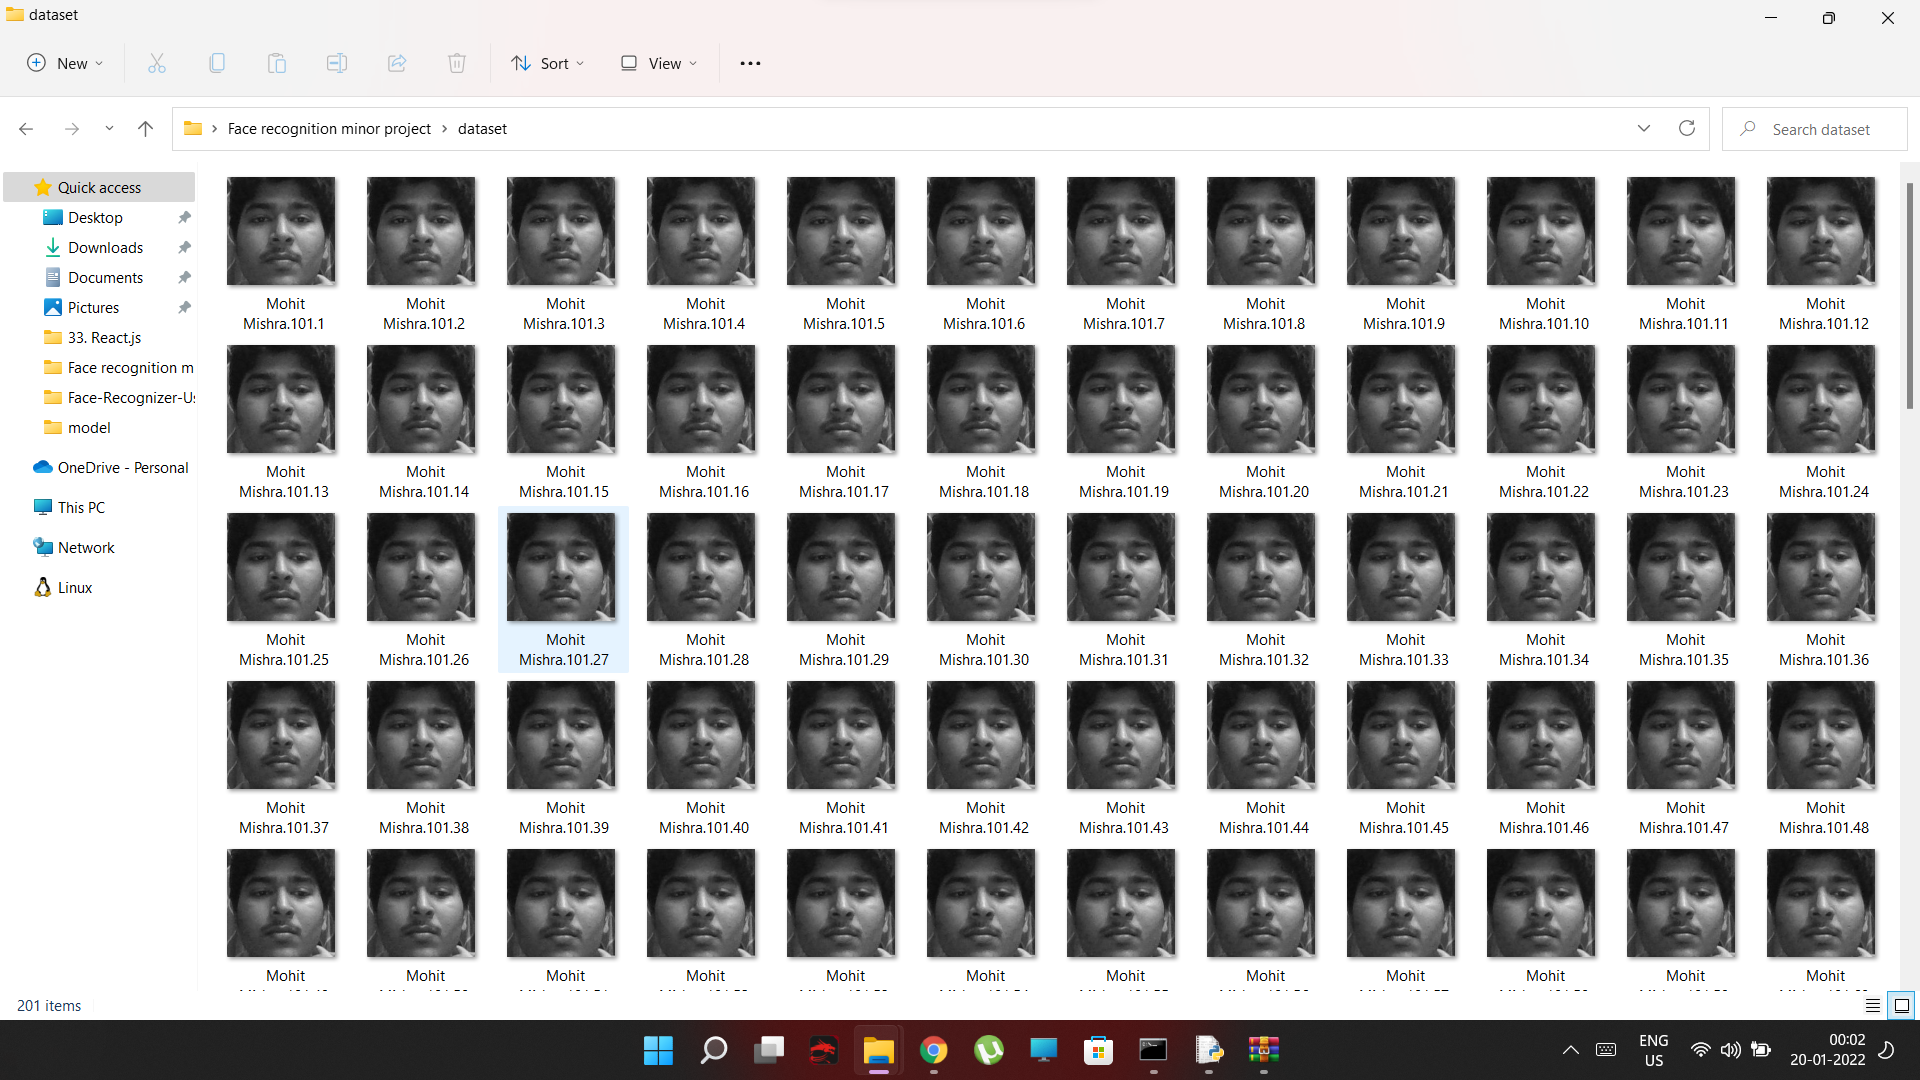 dataset
New
Sort
View
Face recognition minor project
dataset
Search dataset
Quick access
Desktop
Downloads
Documents
Pictures
33. React.js
Face recognition m
Face-Recognizer-Us
model
OneDrive - Personal
This PC
Network
Linux
Mohit Mohit Mohit Mohit Mohit Mohit Mohit Mohit Mohit Mohit Mohit Mohit
Mishra.101.1 Mishra.101.2 Mishra.101.3 Mishra.101.4 Mishra.101.5 Mishra.101.6 Mishra.101.7 Mishra.101.8 Mishra.101.9 Mishra.101.10 Mishra.101.11 Mishra.101.12
Mohit Mohit Mohit Mohit Mohit Mohit Mohit Mohit Mohit Mohit Mohit Mohit
Mishra.101.13 Mishra.101.14 Mishra.101.15 Mishra.101.16 Mishra.101.17 Mishra.101.18 Mishra.101.19 Mishra.101.20 Mishra.101.21 Mishra.101.22 Mishra.101.23 Mishra.101.24
Mohit Mohit Mohit Mohit Mohit Mohit Mohit Mohit Mohit Mohit Mohit Mohit
Mishra.101.25 Mishra.101.26 Mishra.101.27 Mishra.101.28 Mishra.101.29 Mishra.101.30 Mishra.101.31 Mishra.101.32 Mishra.101.33 Mishra.101.34 Mishra.101.35 Mishra.101.36
Mohit Mohit Mohit Mohit Mohit Mohit Mohit Mohit Mohit Mohit Mohit Mohit
Mishra.101.37 Mishra.101.38 Mishra.101.39 Mishra.101.40 Mishra.101.41 Mishra.101.42 Mishra.101.43 Mishra.101.44 Mishra.101.45 Mishra.101.46 Mishra.101.47 Mishra.101.48
Mohit Mohit Mohit Mohit Mohit Mohit Mohit Mohit Mohit Mohit Mohit Mohit
201 items
ENG
US
00:02
20-01-2022